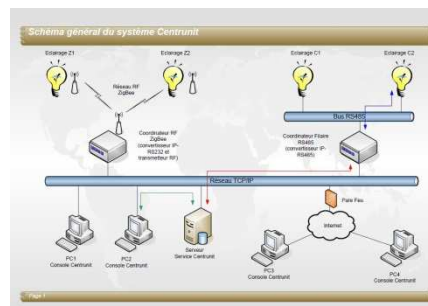 Schéma général du système Centrunit
Eclairage Z1
Eclairage Z2
Eclairage C1
Eclairage C2
Réseau RF
ZigBee
Bus RS485
Coordinateur RF
ZigBee
(convertisseur IP-
RS232 et
transmetteur RF)
Coordinateur Filaire
RS485
(convertisseur IP-
RS485)
Réseau TCP/IP
Pare Feu
Internet
PC1
Console Centrunit
PC2
Console Centrunit
Serveur
Service Centrunit
PC3
Console Centrunit
PC4
Console Centrunit
Page 1